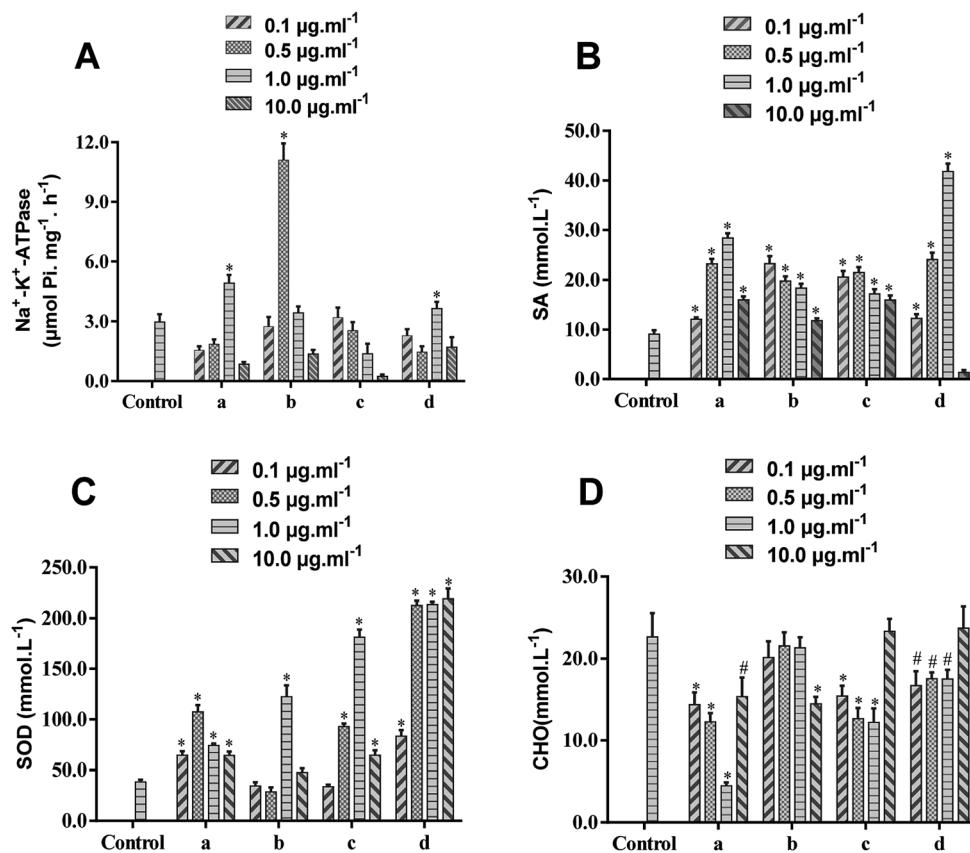 A
0.1 µg.ml⁻¹
0.5 µg.ml⁻¹
1.0 µg.ml⁻¹
10.0 µg.ml⁻¹
Na⁺-K⁺-ATPase
(µmol Pi. mg⁻¹. h⁻¹)
12.0
9.0
6.0
3.0
0.0
* * *
Control a b c d
B
0.1 µg.ml⁻¹
0.5 µg.ml⁻¹
1.0 µg.ml⁻¹
10.0 µg.ml⁻¹
SA (mmol.L⁻¹)
50.0
40.0
30.0
20.0
10.0
0.0
* * * * * * * * * * * * * * *
Control a b c d
C
0.1 µg.ml⁻¹
0.5 µg.ml⁻¹
1.0 µg.ml⁻¹
10.0 µg.ml⁻¹
SOD (mmol.L⁻¹)
250.0
200.0
150.0
100.0
50.0
0.0
* * * * * * * * * * * *
Control a b c d
D
0.1 µg.ml⁻¹
0.5 µg.ml⁻¹
1.0 µg.ml⁻¹
10.0 µg.ml⁻¹
CHO(mmol.L⁻¹)
30.0
20.0
10.0
0.0
* * * # * * * * # # #
Control a b c d